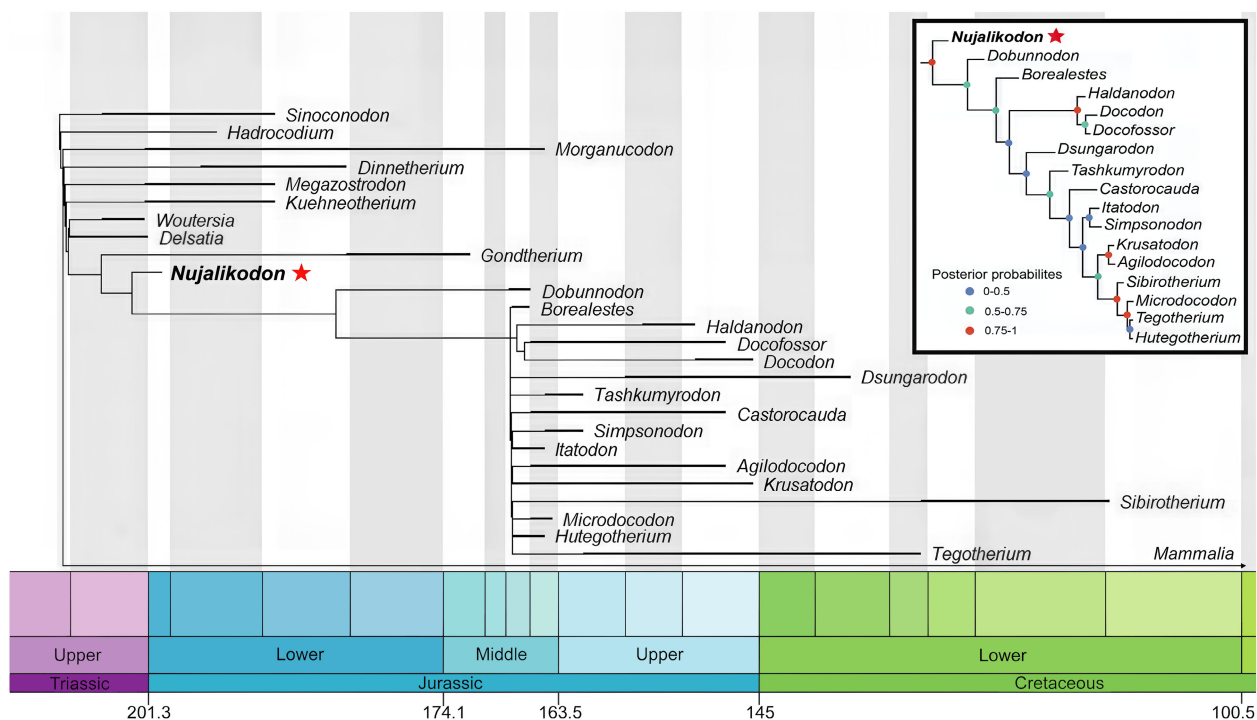 Sinoconodon
Hadrocodium
Morganucodon
Dinnetherium
Megazostrodon
Kuehneotherium
Woutersia
Delsatia
Gondtherium
Nujalikodon
Dobunnodon
Borealestes
Haldanodon
Docofossor
Docodon
Dsungarodon
Tashkumyrodon
Castorocauda
Simpsonodon
Itatodon
Agilodocodon
Krusatodon
Sibirotherium
Microdocodon
Hutegotherium
Tegotherium
Mammalia
Nujalikodon
Dobunnodon
Borealestes
Haldanodon
Docodon
Docofossor
Dsungarodon
Tashkumyrodon
Castorocauda
Itatodon
Simpsonodon
Krusatodon
Agilodocodon
Sibirotherium
Microdocodon
Tegotherium
Hutegotherium
Posterior probabilites
0-0.5
0.5-0.75
0.75-1
Upper Lower Middle Upper Lower
Triassic Jurassic Cretaceous
201.3 174.1 163.5 145 100.5